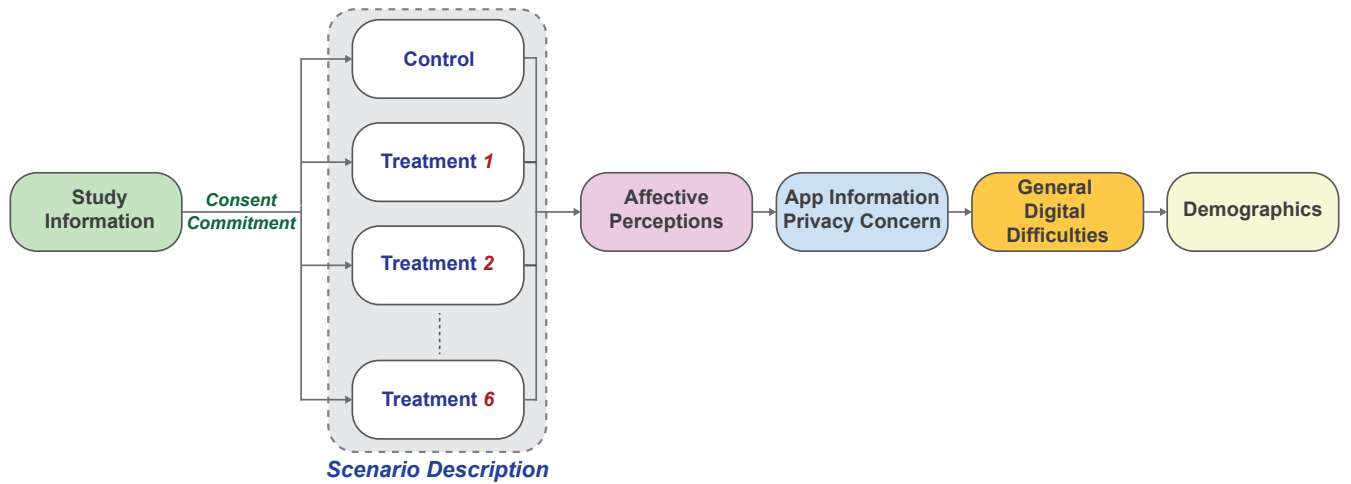 Study
Information
Consent
Commitment
Control
Treatment 1
Treatment 2
Treatment 6
Scenario Description
Affective
Perceptions
App Information
Privacy Concern
General
Digital
Difficulties
Demographics